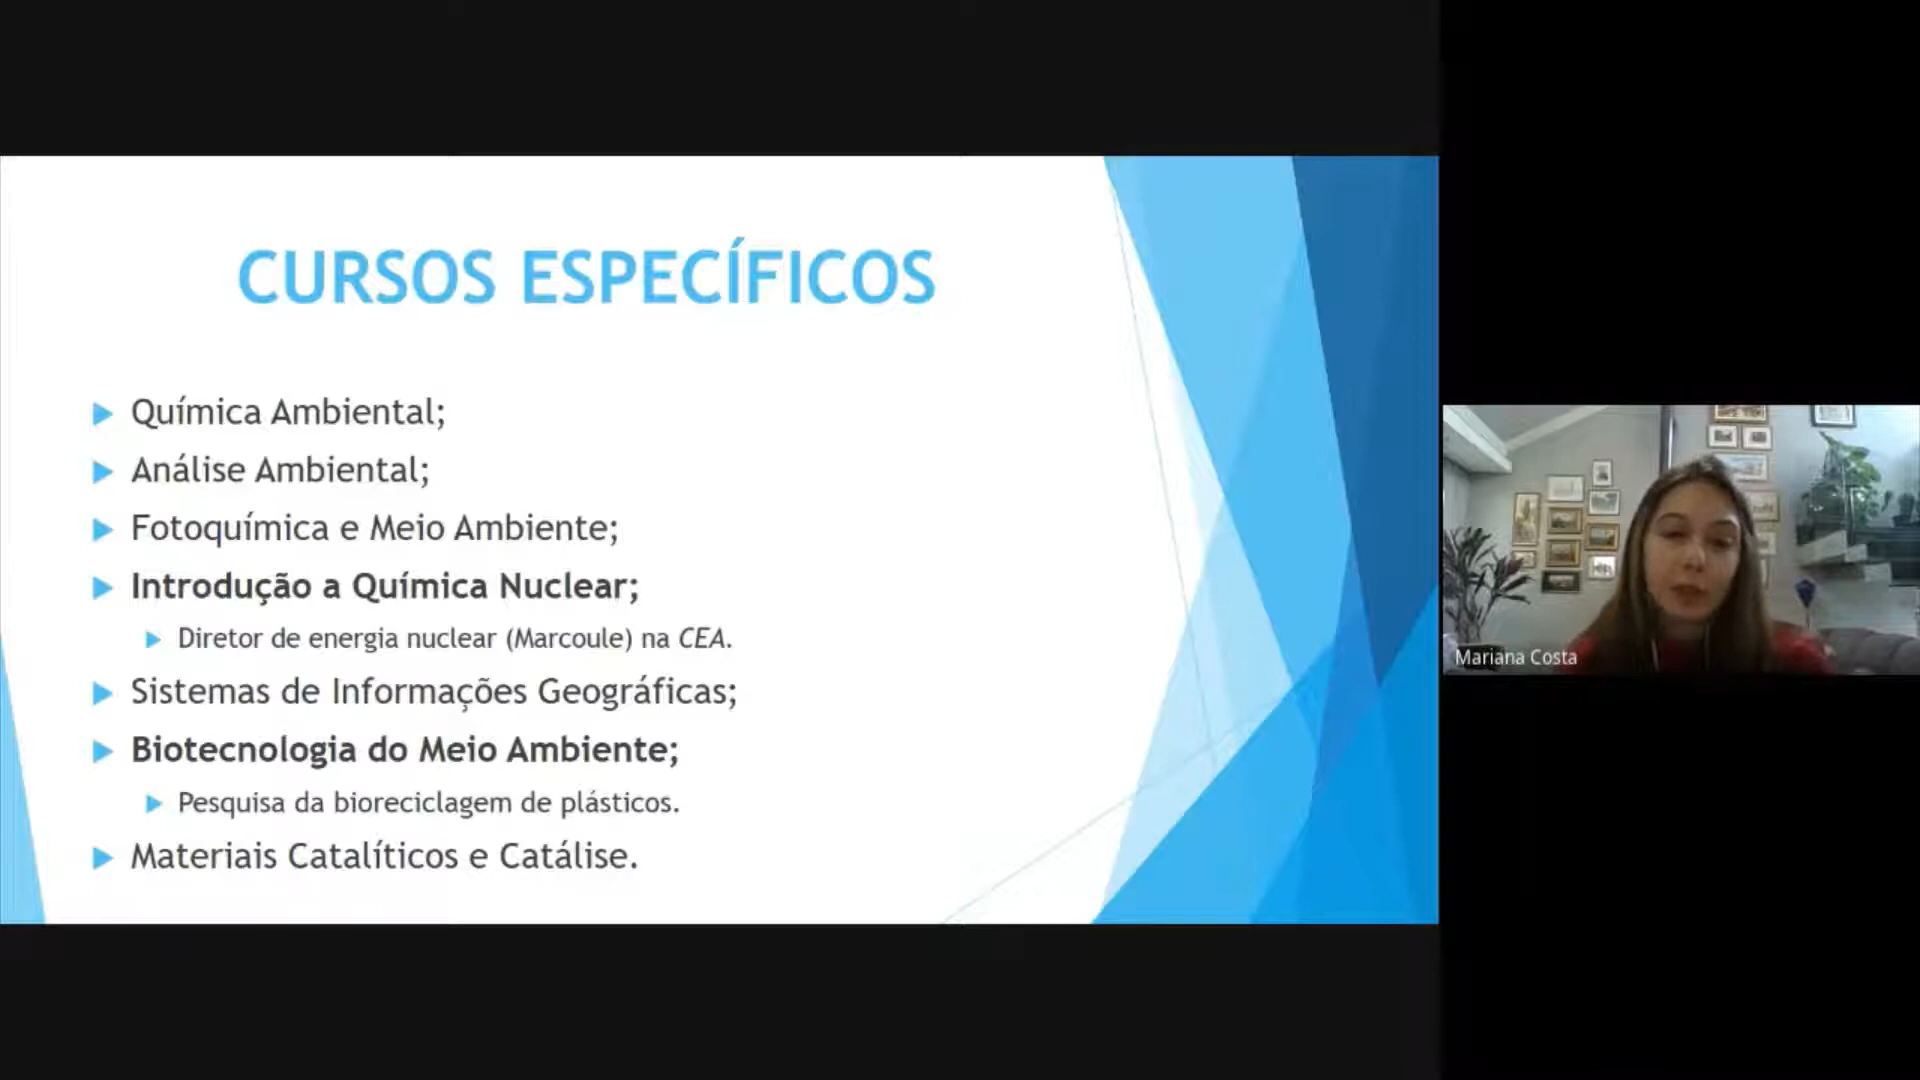 CURSOS ESPECÍFICOS
Química Ambiental;
Análise Ambiental;
Fotoquímica e Meio Ambiente;
Introdução a Química Nuclear;
Diretor de energia nuclear (Marcoule) na CEA.
Sistemas de Informações Geográficas;
Biotecnologia do Meio Ambiente;
Pesquisa da bioreciclagem de plásticos.
Materiais Catalíticos e Catálise.
Mariana Costa